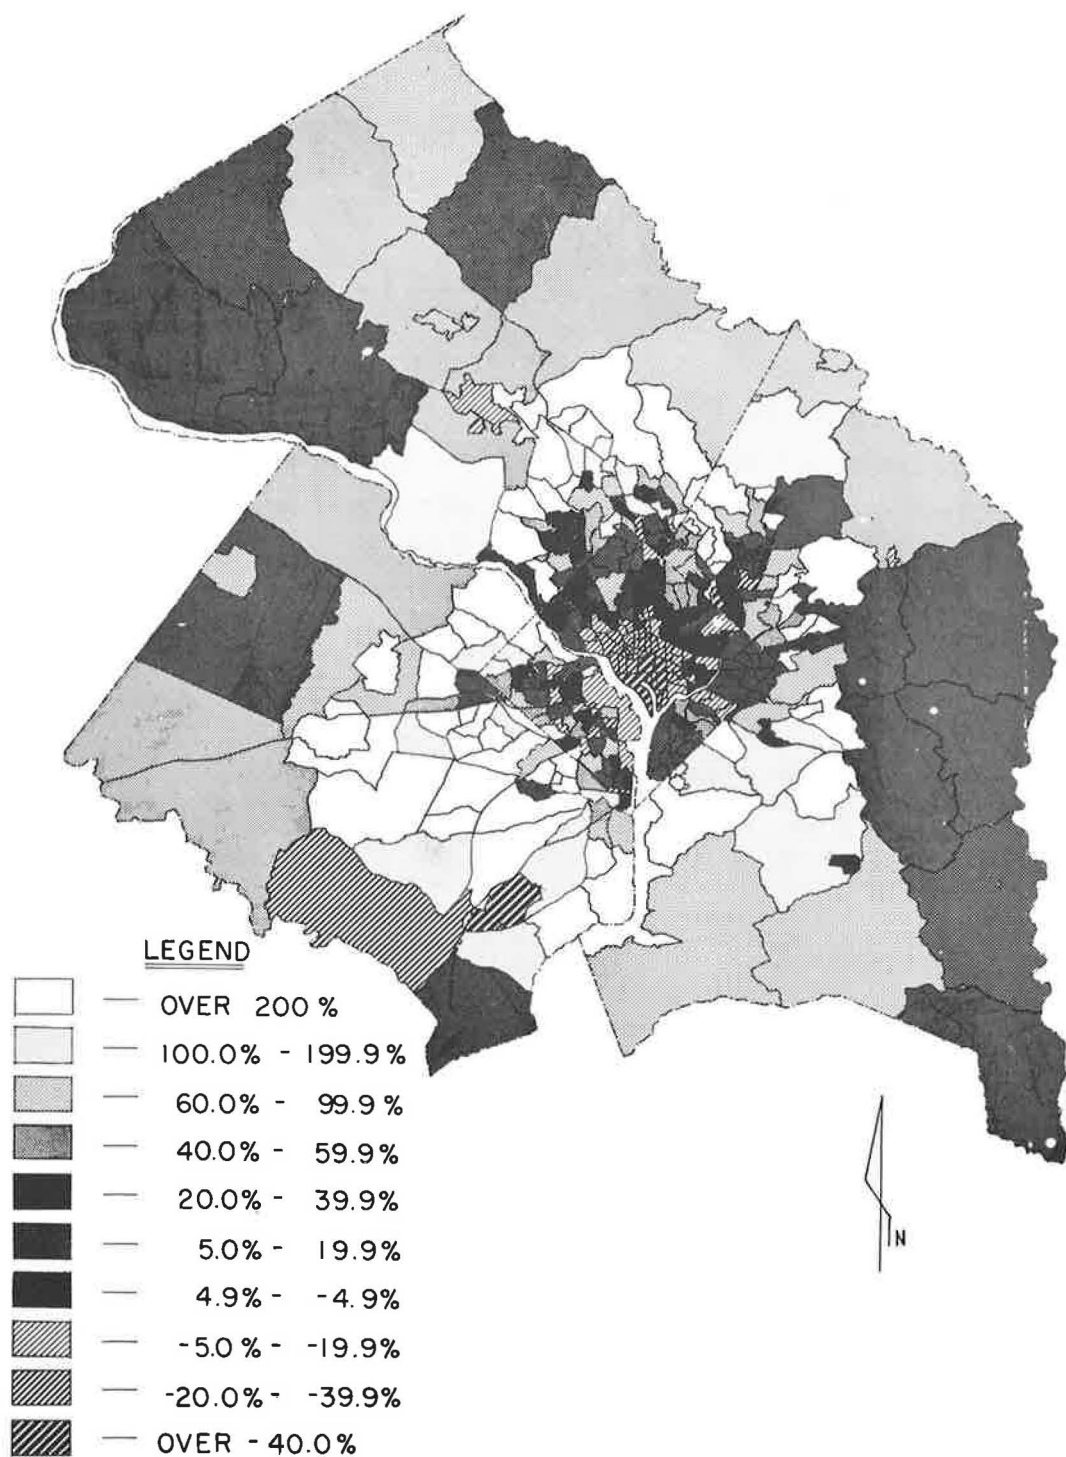 LEGEND
— OVER 200%
— 100.0% - 199.9%
— 60.0% - 99.9%
— 40.0% - 59.9%
— 20.0% - 39.9%
— 5.0% - 19.9%
— 4.9% - -4.9%
— -5.0% - -19.9%
— -20.0% - -39.9%
— OVER -40.0%
N